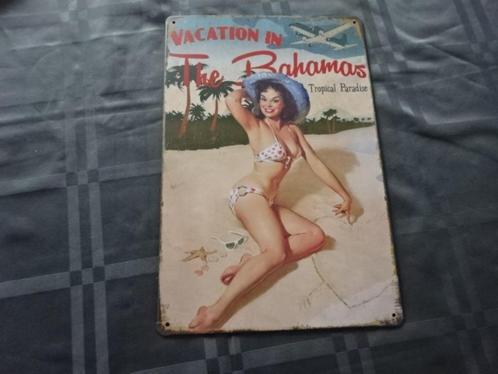 VACATION IN
The Bahamas
Tropical Paradise